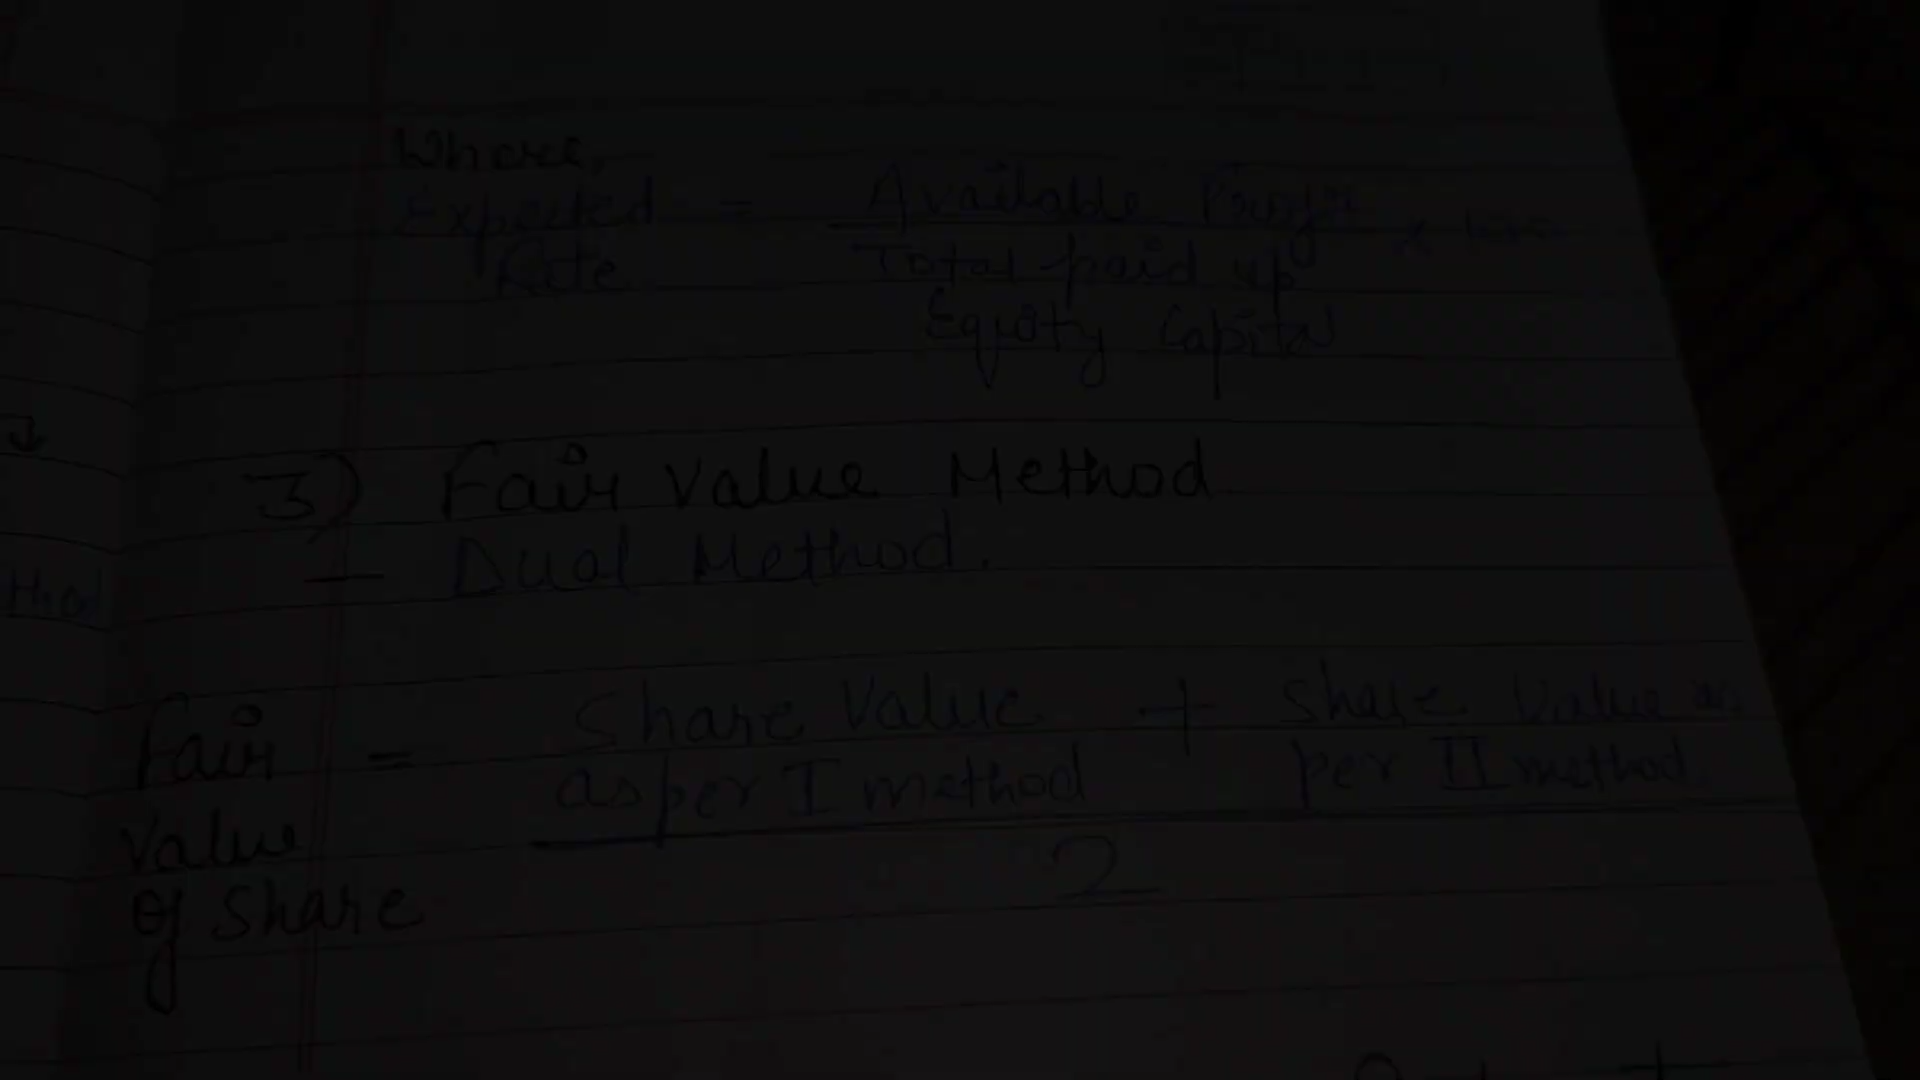 Where,
Expected = Available Profit x 100
Rate Total paid up
Equity Capital
3) Fair Value Method
— Dual Method.
Fair = Share Value + Share Value as
as per I method per II method
Value 2
of Share